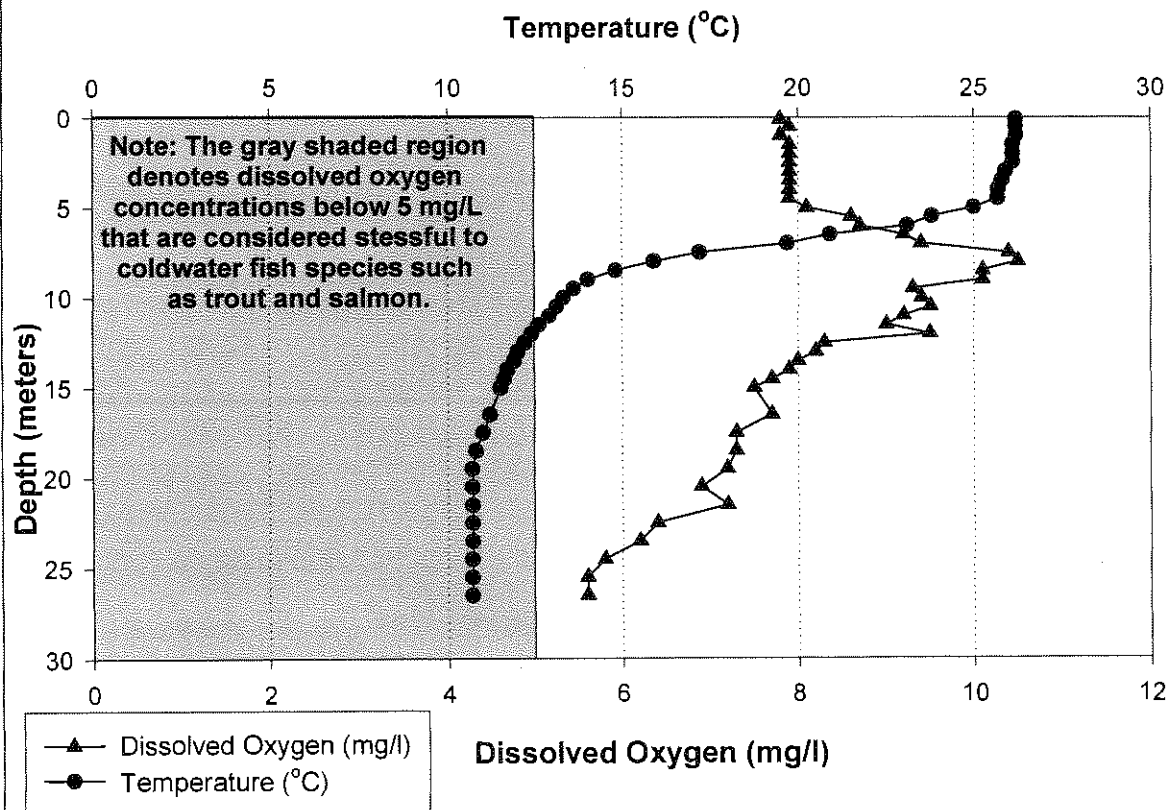 Temperature (°C)
0 5 10 15 20 25 30
0
5
10
15
20
25
30
Depth (meters)
Note: The gray shaded region
denotes dissolved oxygen
concentrations below 5 mg/L
that are considered stessful to
coldwater fish species such
as trout and salmon.
0 2 4 6 8 10 12
Dissolved Oxygen (mg/l)
Dissolved Oxygen (mg/l)
Temperature (°C)